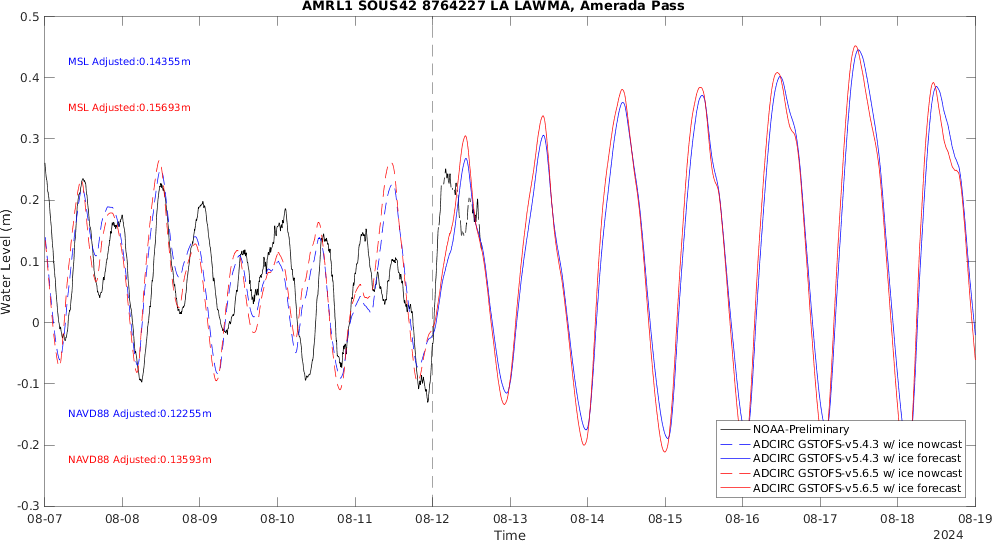 AMRL1 SOUS42 8764227 LA LAWMA, Amerada Pass
0.5
0.4
0.3
0.2
0.1
0
-0.1
-0.2
-0.3
Water Level (m)
MSL Adjusted:0.14355m
MSL Adjusted:0.15693m
NAVD88 Adjusted:0.12255m
NAVD88 Adjusted:0.13593m
NOAA-Preliminary
ADCIRC GSTOFS-v5.4.3 w/ ice nowcast
ADCIRC GSTOFS-v5.4.3 w/ ice forecast
ADCIRC GSTOFS-v5.6.5 w/ ice nowcast
ADCIRC GSTOFS-v5.6.5 w/ ice forecast
08-07 08-08 08-09 08-10 08-11 08-12 08-13 08-14 08-15 08-16 08-17 08-18 08-19
Time
2024